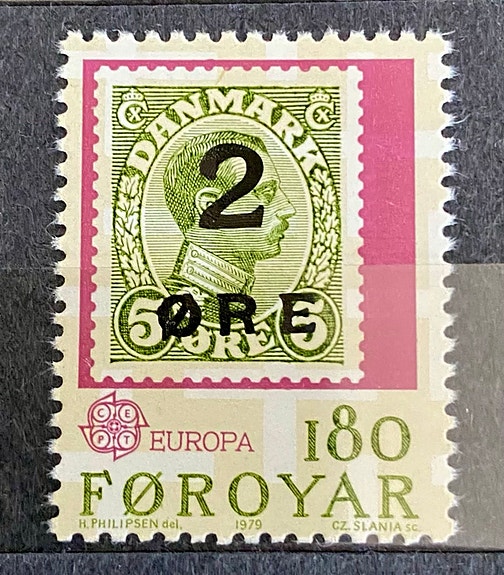 DANMARK
2
ØRE
5 ØRE 5
CEPT
EUROPA
180
FØROYAR
H. PHILIPSEN del. 1979 CZ. SLANIA sc.